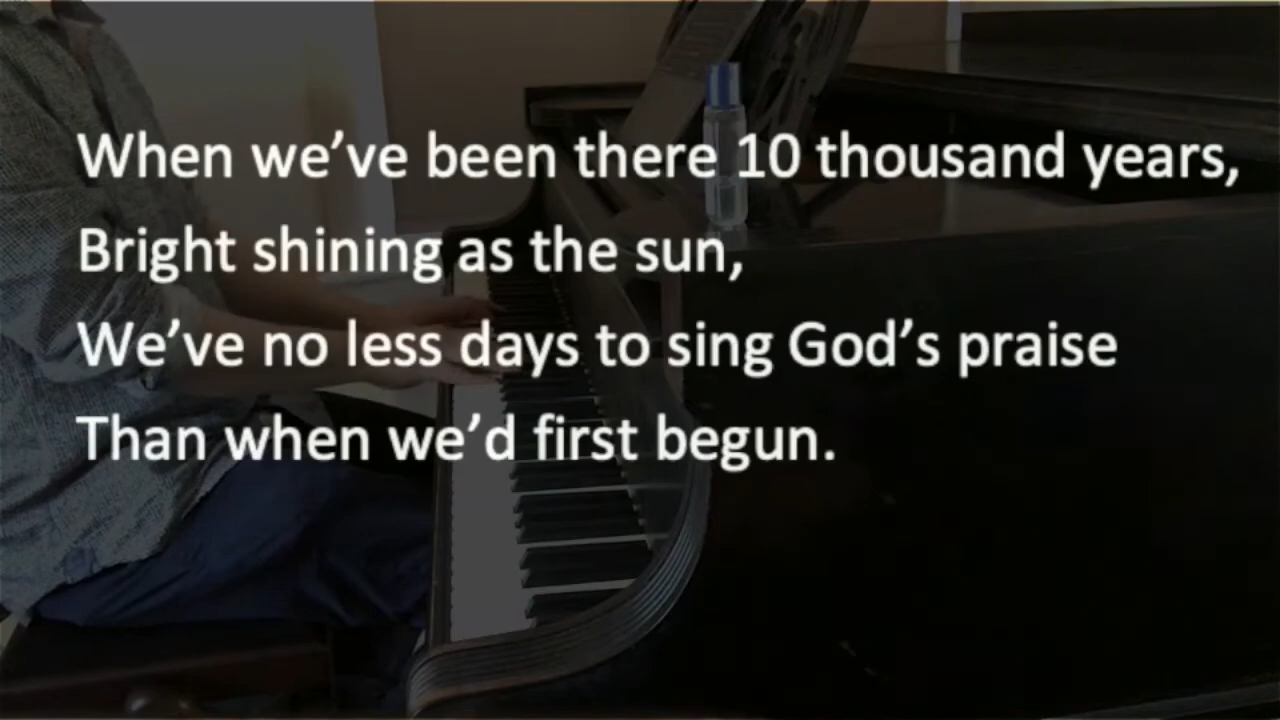 When we’ve been there 10 thousand years,
Bright shining as the sun,
We’ve no less days to sing God’s praise
Than when we’d first begun.